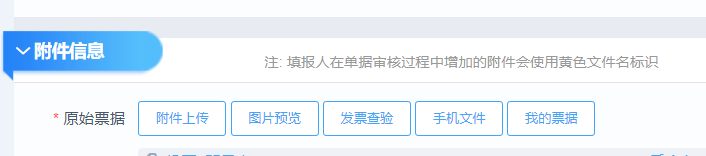 附件信息
注: 填报人在单据审核过程中增加的附件会使用黄色文件名标识
* 原始票据 附件上传 图片预览 发票查验 手机文件 我的票据